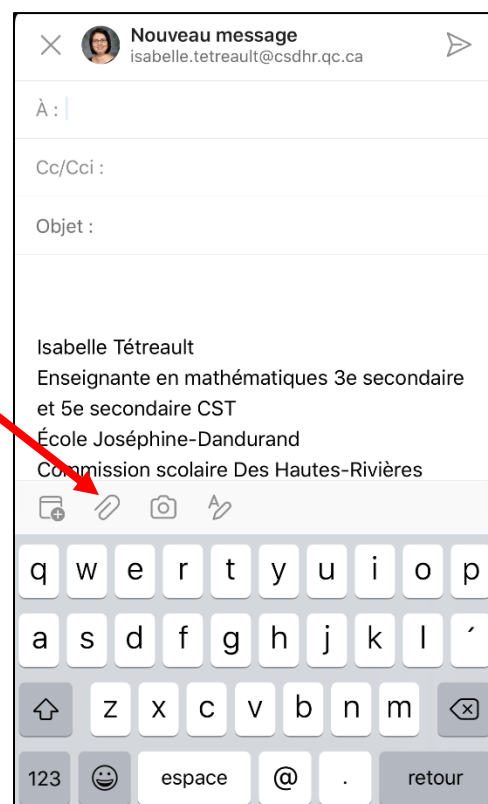 Nouveau message
isabelle.tetreault@csdhr.qc.ca
À :
Cc/Cci :
Objet :
Isabelle Tétreault
Enseignante en mathématiques 3e secondaire
et 5e secondaire CST
École Joséphine-Dandurand
Commission scolaire Des Hautes-Rivières
q w e r t y u i o p
a s d f g h j k l ´
z x c v b n m
123 espace @ . retour